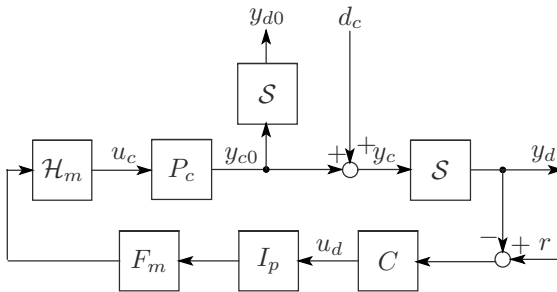 y_{d0} d_c
S
H_m u_c P_c y_{c0} + + y_c S y_d
− + r
F_m I_p u_d C